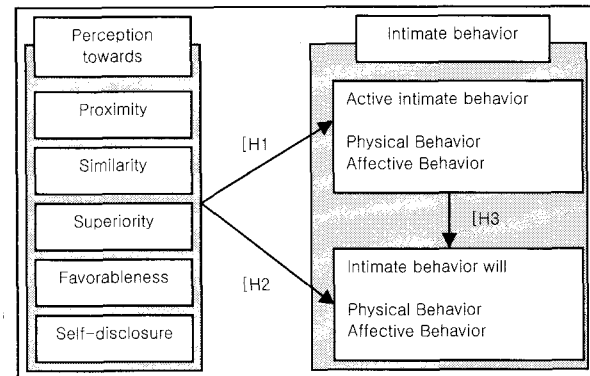 Perception
towards
Proximity
Similarity
Superiority
Favorableness
Self-disclosure
[H1
[H2
Intimate behavior
Active intimate behavior
Physical Behavior
Affective Behavior
[H3
Intimate behavior will
Physical Behavior
Affective Behavior